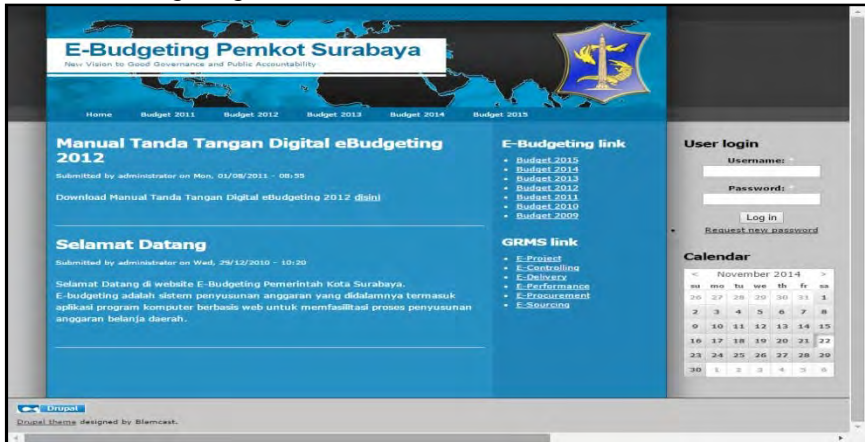 E-Budgeting Pemkot Surabaya
New Vision to Good Governance and Public Accountability
Home
Budget 2011
Budget 2012
Budget 2013
Budget 2014
Budget 2015
Manual Tanda Tangan Digital eBudgeting
2012
Submitted by administrator on Mon, 01/08/2011 - 08:55
Download Manual Tanda Tangan Digital eBudgeting 2012 disini
Selamat Datang
Submitted by administrator on Wed, 29/12/2010 - 10:20
Selamat Datang di website E-Budgeting Pemerintah Kota Surabaya.
E-budgeting adalah sistem penyusunan anggaran yang didalamnya termasuk
aplikasi program komputer berbasis web untuk memfasilitasi proses penyusunan
anggaran belanja daerah.
E-Budgeting link
Budget 2015
Budget 2014
Budget 2013
Budget 2012
Budget 2011
Budget 2010
Budget 2009
GRMS link
E-Project
E-Controlling
E-Delivery
E-Performance
E-Procurement
E-Sourcing
User login
Username: *
Password: *
Log in
Request new password
Calendar
< November 2014 >
su mo tu we th fr sa
26 27 28 29 30 31 1
2 3 4 5 6 7 8
9 10 11 12 13 14 15
16 17 18 19 20 21 22
23 24 25 26 27 28 29
30 1 2 3 4 5 6
Drupal
Drupal theme designed by Blamcast.